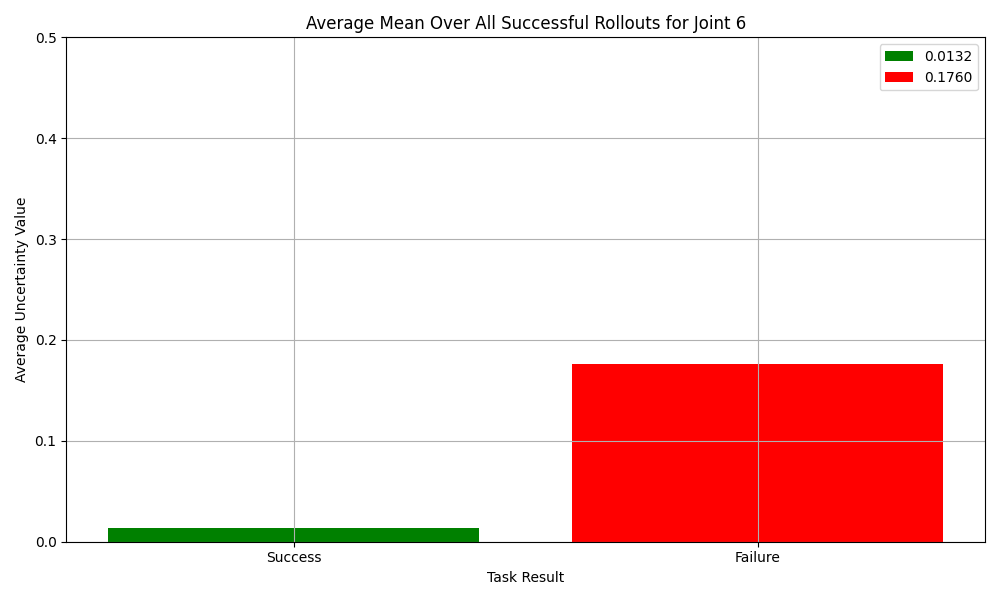 Average Mean Over All Successful Rollouts for Joint 6
0.5
0.4
0.3
0.2
0.1
0.0
Average Uncertainty Value
0.0132
0.1760
Success
Failure
Task Result